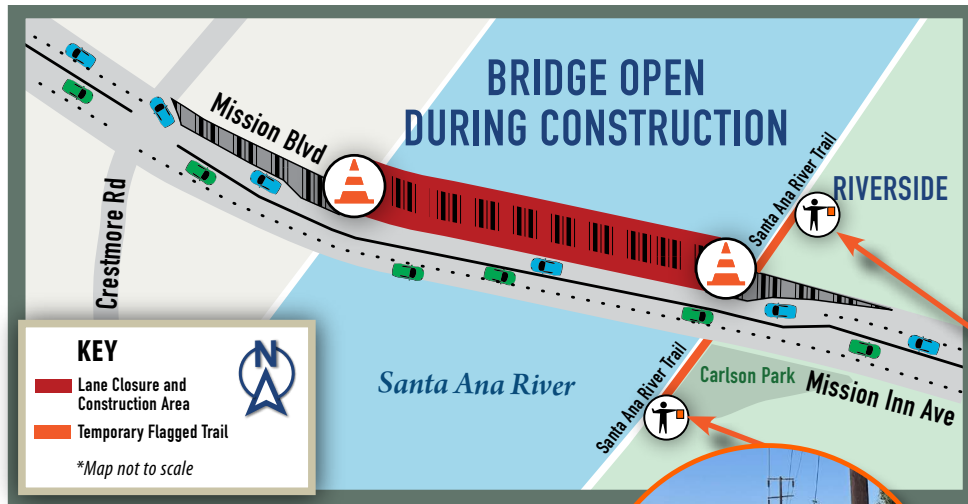 BRIDGE OPEN
DURING CONSTRUCTION
Mission Blvd
Crestmore Rd
Santa Ana River Trail
RIVERSIDE
KEY
N
Lane Closure and
Construction Area
Temporary Flagged Trail
*Map not to scale
Santa Ana River
Santa Ana River Trail
Carlson Park
Mission Inn Ave